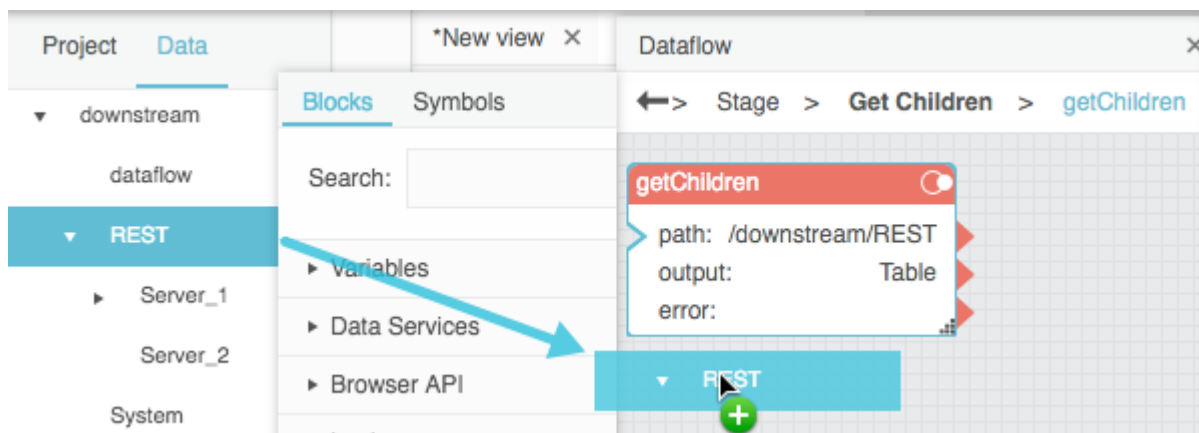 Project Data
downstream
dataflow
REST
Server_1
Server_2
System
*New view ×
Blocks Symbols
Search:
Variables
Data Services
Browser API
Dataflow ×
> Stage > Get Children > getChildren
getChildren
path: /downstream/REST
output: Table
error:
REST